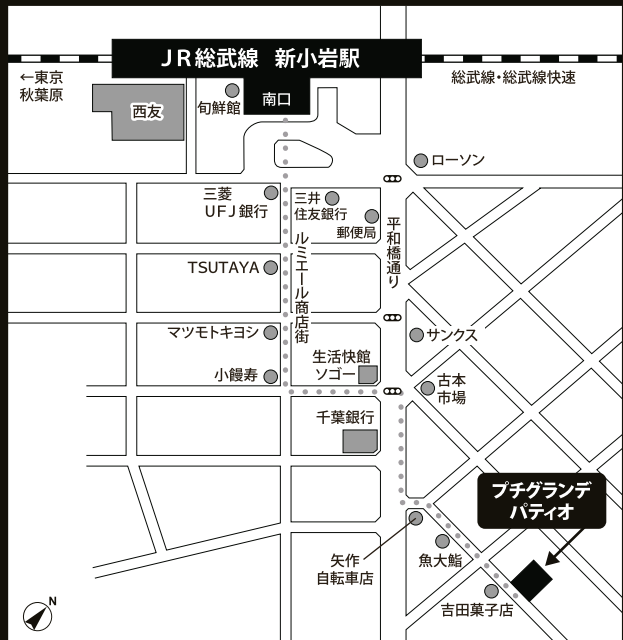 JR総武線 新小岩駅
←東京
秋葉原
総武線・総武線快速
南口
西友
旬鮮館
ローソン
三菱
UFJ銀行
三井
住友銀行
郵便局
平和橋通り
TSUTAYA
ルミエール商店街
マツモトキヨシ
サンクス
生活快館
ソゴー
小饅寿
古本
市場
千葉銀行
プチグランデ
パティオ
矢作
自転車店
魚大鮨
吉田菓子店
N